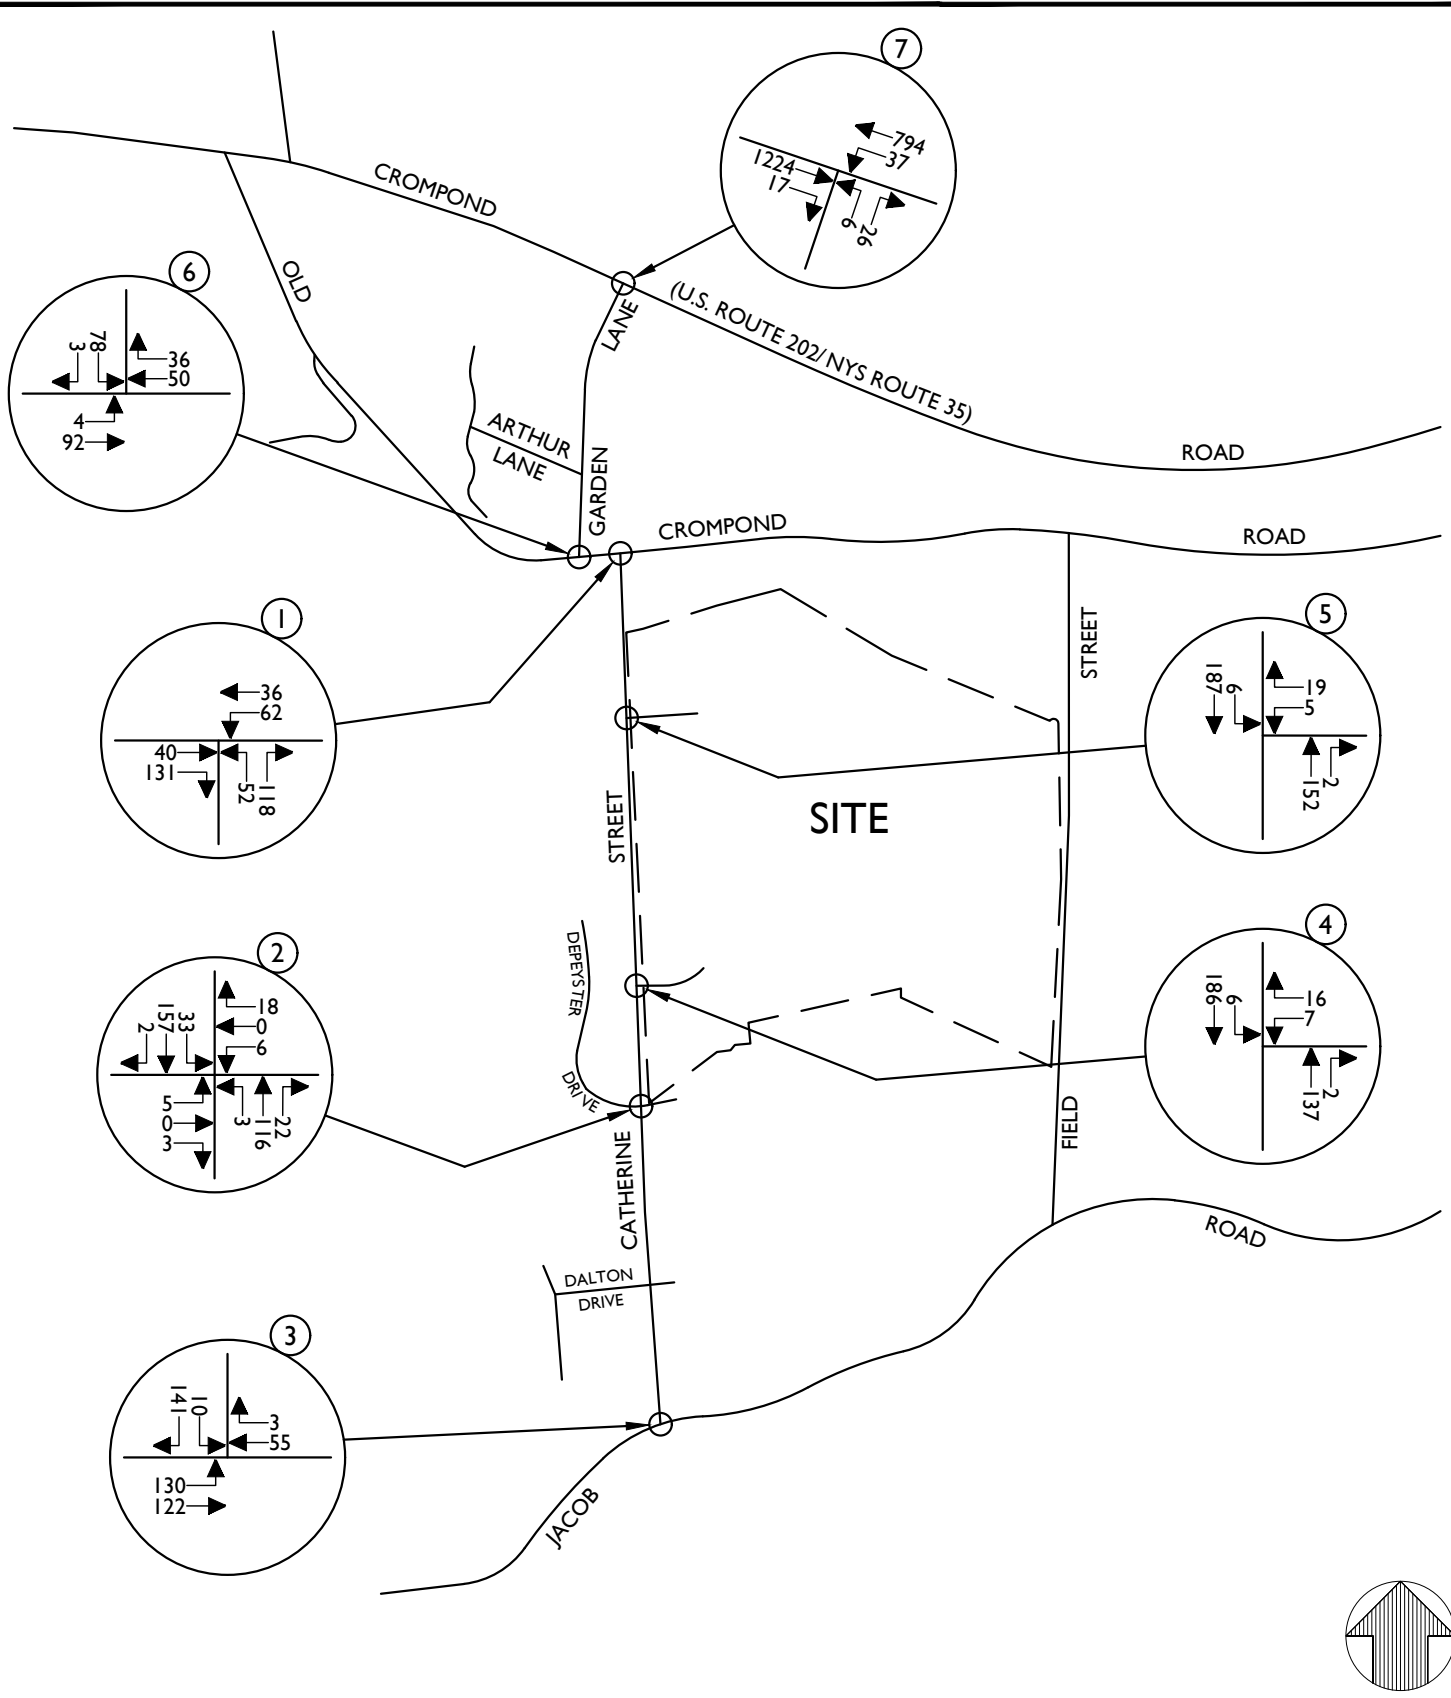 7
794
37
1224
17
6
26
CROMPOND
6
OLD
LANE
(U.S. ROUTE 202/ NYS ROUTE 35)
78
3
36
50
4
92
ARTHUR
LANE
GARDEN
ROAD
CROMPOND
ROAD
1
36
62
40
131
52
118
STREET
5
187
6
19
5
2
152
STREET
SITE
4
186
6
16
7
2
137
2
DEPEYSTER
DRIVE
33
157
2
18
0
6
5
0
3
3
116
22
CATHERINE
FIELD
ROAD
DALTON
DRIVE
3
141
10
3
55
130
122
JACOB